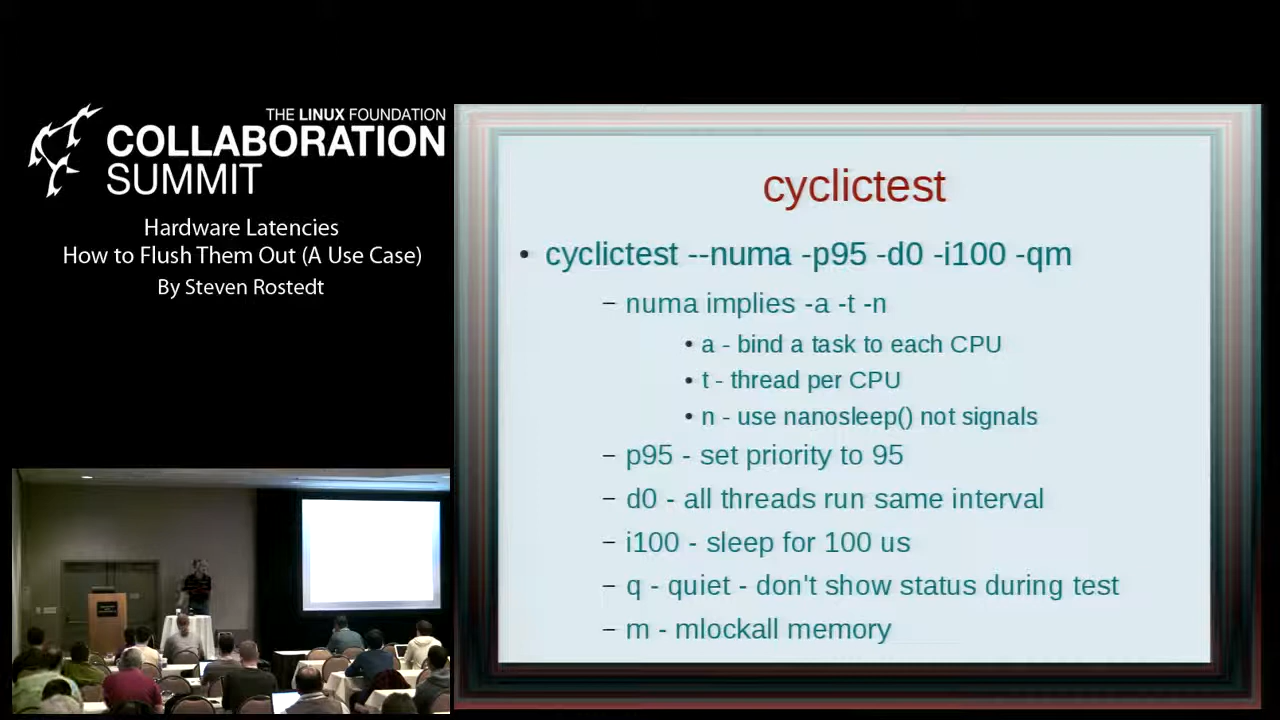 THE LINUX FOUNDATION
COLLABORATION
SUMMIT
Hardware Latencies
How to Flush Them Out (A Use Case)
By Steven Rostedt
cyclictest
• cyclictest --numa -p95 -d0 -i100 -qm
– numa implies -a -t -n
• a - bind a task to each CPU
• t - thread per CPU
• n - use nanosleep() not signals
– p95 - set priority to 95
– d0 - all threads run same interval
– i100 - sleep for 100 us
– q - quiet - don't show status during test
– m - mlockall memory